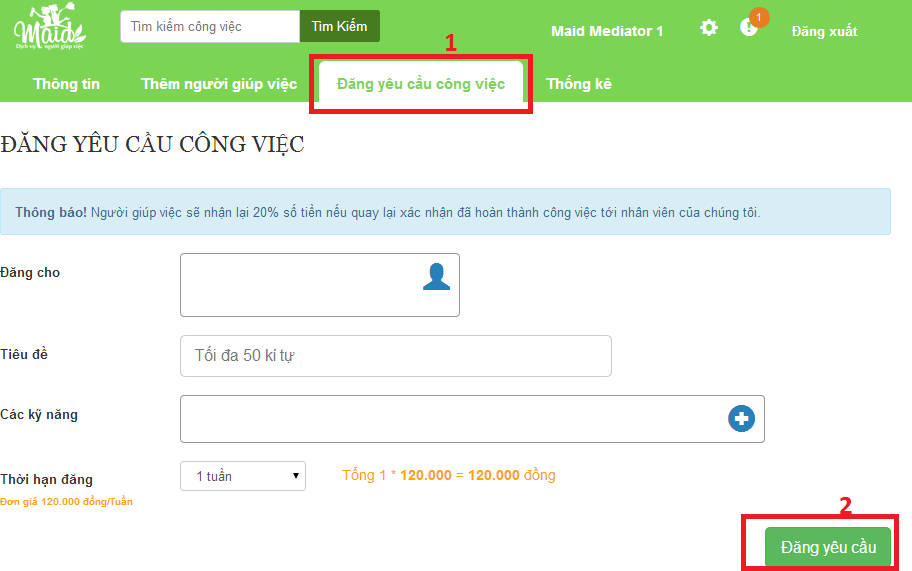 Maid
Dịch vụ người giúp việc
Tìm kiếm công việc
Tìm Kiếm
Maid Mediator 1
1
Đăng xuất
1
Thông tin
Thêm người giúp việc
Đăng yêu cầu công việc
Thống kê
ĐĂNG YÊU CẦU CÔNG VIỆC
Thông báo! Người giúp việc sẽ nhận lại 20% số tiền nếu quay lại xác nhận đã hoàn thành công việc tới nhân viên của chúng tôi.
Đăng cho
Tiêu đề
Tối đa 50 kí tự
Các kỹ năng
Thời hạn đăng
1 tuần
Tổng 1 * 120.000 = 120.000 đồng
Đơn giá 120.000 đồng/Tuần
2
Đăng yêu cầu